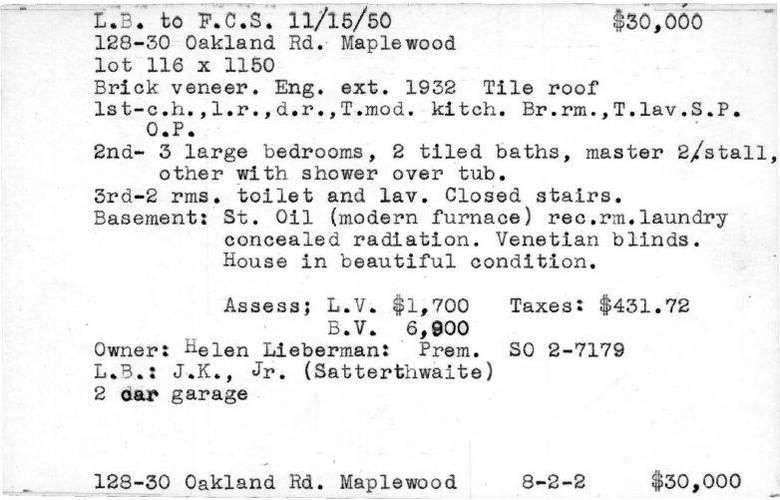 L.B. to F.C.S. 11/15/50 $30,000
128-30 Oakland Rd. Maplewood
lot 116 x 1150
Brick veneer. Eng. ext. 1932 Tile roof
1st-c.h.,l.r.,d.r.,T.mod. kitch. Br.rm.,T.lav.S.P.
O.P.
2nd- 3 large bedrooms, 2 tiled baths, master 2/stall,
other with shower over tub.
3rd-2 rms. toilet and lav. Closed stairs.
Basement: St. Oil (modern furnace) rec.rm.laundry
concealed radiation. Venetian blinds.
House in beautiful condition.
Assess; L.V. $1,700 Taxes: $431.72
B.V. 6,900
Owner: Helen Lieberman: Prem. SO 2-7179
L.B.: J.K., Jr. (Satterthwaite)
2 car garage
128-30 Oakland Rd. Maplewood 8-2-2 $30,000